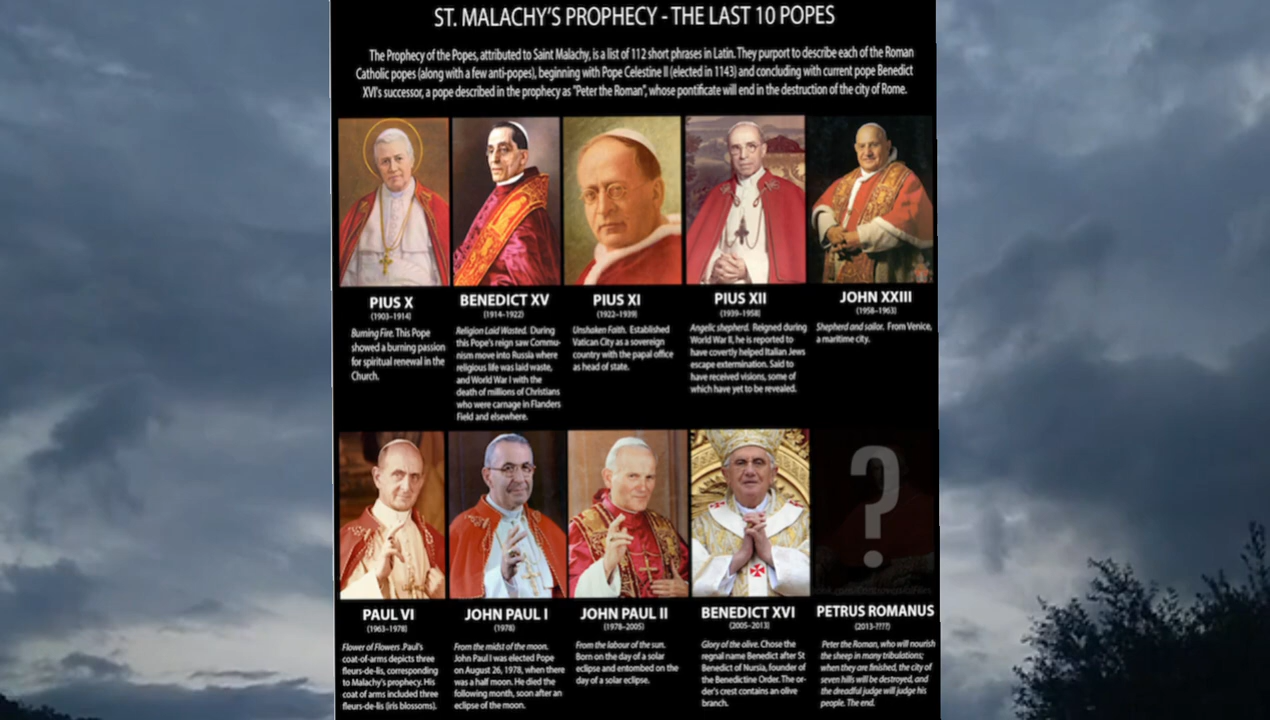 ST. MALACHY'S PROPHECY - THE LAST 10 POPES
The Prophecy of the Popes, attributed to Saint Malachy, is a list of 112 short phrases in Latin. They purport to describe each of the Roman
Catholic popes (along with a few anti-popes), beginning with Pope Celestine II (elected in 1143) and concluding with current pope Benedict
XVI's successor, a pope described in the prophecy as "Peter the Roman", whose pontificate will end in the destruction of the city of Rome.
PIUS X
(1903–1914)
Burning Fire. This Pope
showed a burning passion
for spiritual renewal in the
Church.
BENEDICT XV
(1914–1922)
Religion Laid Wasted. During
this Pope's reign saw Commu-
nism move into Russia where
religious life was laid waste,
and World War I with the
death of millions of Christians
who were carnage in Flanders
Field and elsewhere.
PIUS XI
(1922–1939)
Unshaken Faith. Established
Vatican City as a sovereign
country with the papal office
as head of state.
PIUS XII
(1939–1958)
Angelic shepherd. Reigned during
World War II, he is reported to
have covertly helped Italian Jews
escape extermination. Said to
have received visions, some of
which have yet to be revealed.
JOHN XXIII
(1958–1963)
Shepherd and sailor. From Venice,
a maritime city.
PAUL VI
(1963–1978)
Flower of Flowers .Paul's
coat-of-arms depicts three
fleurs-de-lis, corresponding
to Malachy's prophecy. His
coat of arms included three
fleurs-de-lis (iris blossoms).
JOHN PAUL I
(1978)
From the midst of the moon.
John Paul I was elected Pope
on August 26, 1978, when there
was a half moon. He died the
following month, soon after an
eclipse of the moon.
JOHN PAUL II
(1978–2005)
From the labour of the sun.
Born on the day of a solar
eclipse and entombed on the
day of a solar eclipse.
BENEDICT XVI
(2005–2013)
Glory of the olive. Chose the
regnal name Benedict after St
Benedict of Nursia, founder of
the Benedictine Order. The or-
der's crest contains an olive
branch.
?
PETRUS ROMANUS
(2013-????)
Peter the Roman, who will nourish
the sheep in many tribulations;
when they are finished, the city of
seven hills will be destroyed, and
the dreadful judge will judge his
people. The end.